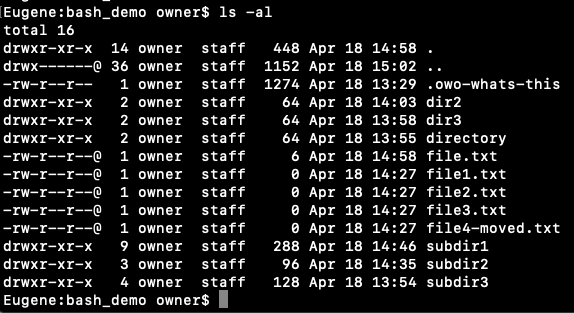 [Eugene:bash_demo owner$ ls -al
total 16
drwxr-xr-x  14 owner  staff   448 Apr 18 14:58 .
drwx------@ 36 owner  staff  1152 Apr 18 15:02 ..
-rw-r--r--   1 owner  staff  1274 Apr 18 13:29 .owo-whats-this
drwxr-xr-x   2 owner  staff    64 Apr 18 14:03 dir2
drwxr-xr-x   2 owner  staff    64 Apr 18 13:58 dir3
drwxr-xr-x   2 owner  staff    64 Apr 18 13:55 directory
-rw-r--r--@  1 owner  staff     6 Apr 18 14:58 file.txt
-rw-r--r--@  1 owner  staff     0 Apr 18 14:27 file1.txt
-rw-r--r--@  1 owner  staff     0 Apr 18 14:27 file2.txt
-rw-r--r--@  1 owner  staff     0 Apr 18 14:27 file3.txt
-rw-r--r--@  1 owner  staff     0 Apr 18 14:27 file4-moved.txt
drwxr-xr-x   9 owner  staff   288 Apr 18 14:46 subdir1
drwxr-xr-x   3 owner  staff    96 Apr 18 14:35 subdir2
drwxr-xr-x   4 owner  staff   128 Apr 18 13:54 subdir3
Eugene:bash_demo owner$